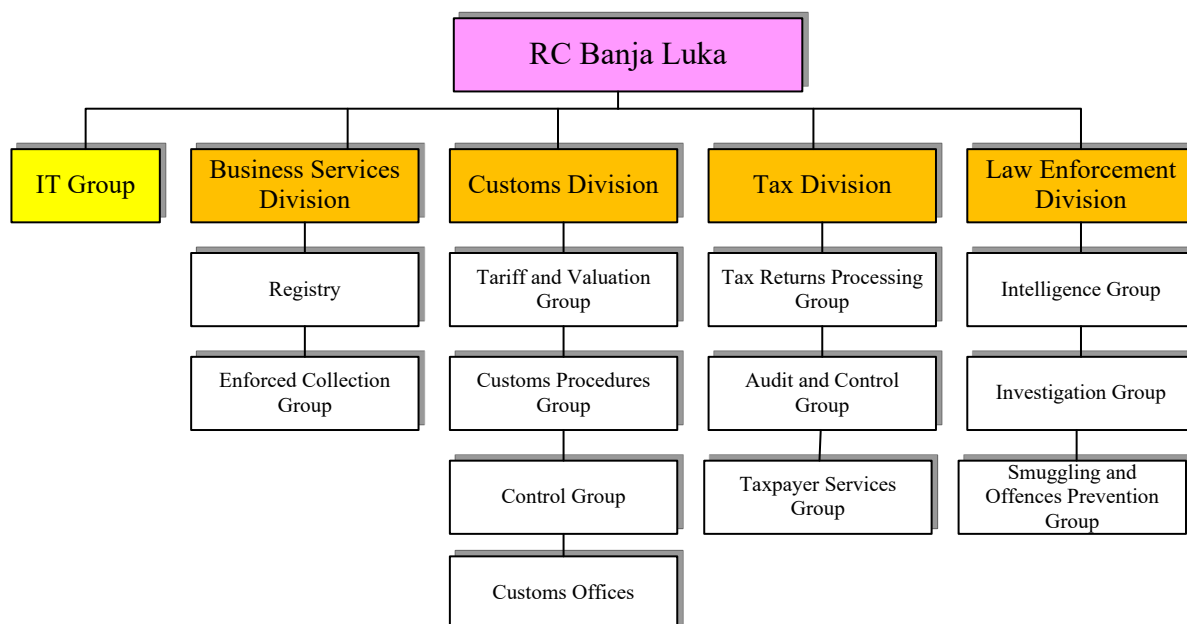 RC Banja Luka
IT Group
Business Services
Division
Customs Division
Tax Division
Law Enforcement
Division
Registry
Tariff and Valuation
Group
Tax Returns Processing
Group
Intelligence Group
Enforced Collection
Group
Customs Procedures
Group
Audit and Control
Group
Investigation Group
Control Group
Taxpayer Services
Group
Smuggling and
Offences Prevention
Group
Customs Offices